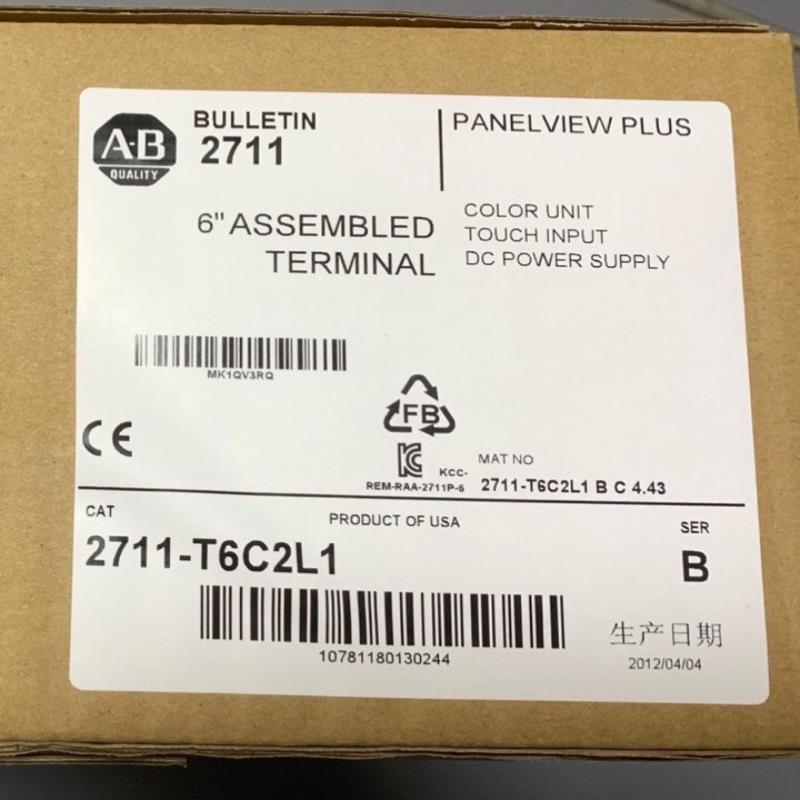 A-B
QUALITY
BULLETIN
2711
PANELVIEW PLUS
6" ASSEMBLED
TERMINAL
COLOR UNIT
TOUCH INPUT
DC POWER SUPPLY
MK1QV3RQ
FB
CE
KCC-
REM-RAA-2711P-6
MAT NO
2711-T6C2L1 B C 4.43
CAT
PRODUCT OF USA
SER
2711-T6C2L1
B
10781180130244
生产日期
2012/04/04